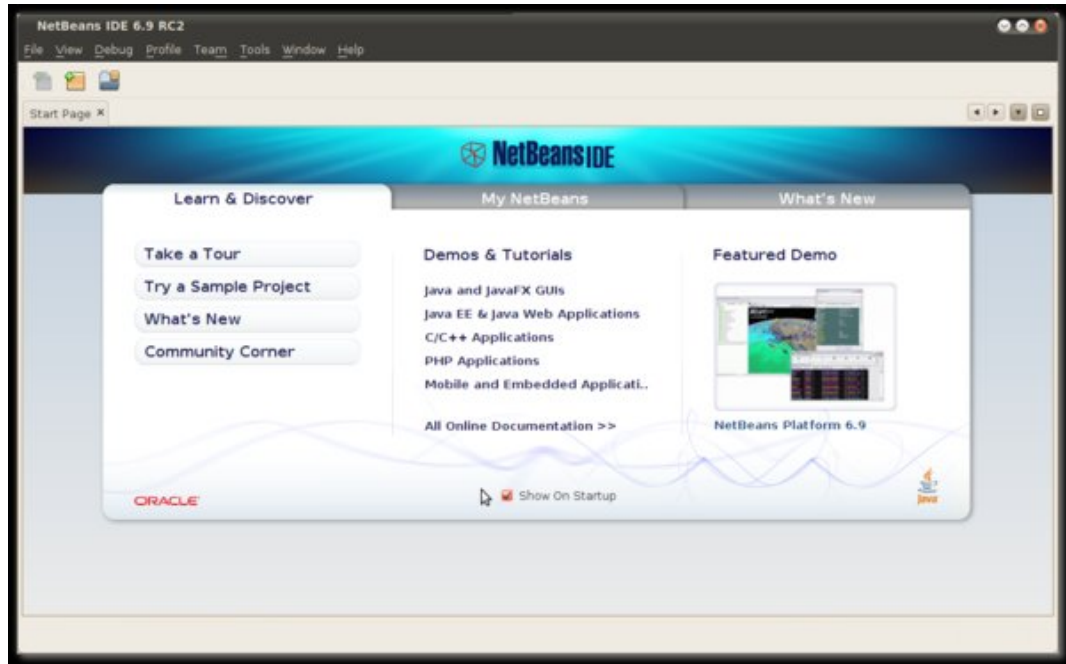 NetBeans IDE 6.9 RC2
File View Debug Profile Team Tools Window Help
Start Page
NetBeans IDE
Learn & Discover
My NetBeans
What's New
Take a Tour
Try a Sample Project
What's New
Community Corner
Demos & Tutorials
Java and JavaFX GUIs
Java EE & Java Web Applications
C/C++ Applications
PHP Applications
Mobile and Embedded Applicati..
All Online Documentation >>
Featured Demo
NetBeans Platform 6.9
ORACLE
Show On Startup
Java